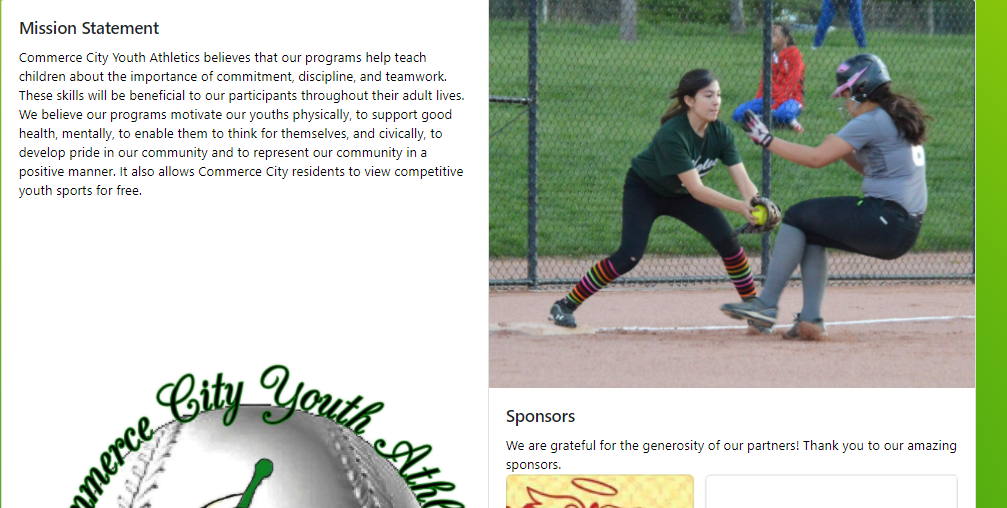 Mission Statement
Commerce City Youth Athletics believes that our programs help teach
children about the importance of commitment, discipline, and teamwork.
These skills will be beneficial to our participants throughout their adult lives.
We believe our programs motivate our youths physically, to support good
health, mentally, to enable them to think for themselves, and civically, to
develop pride in our community and to represent our community in a
positive manner. It also allows Commerce City residents to view competitive
youth sports for free.
mmerce City Youth Athl
Sponsors
We are grateful for the generosity of our partners! Thank you to our amazing
sponsors.